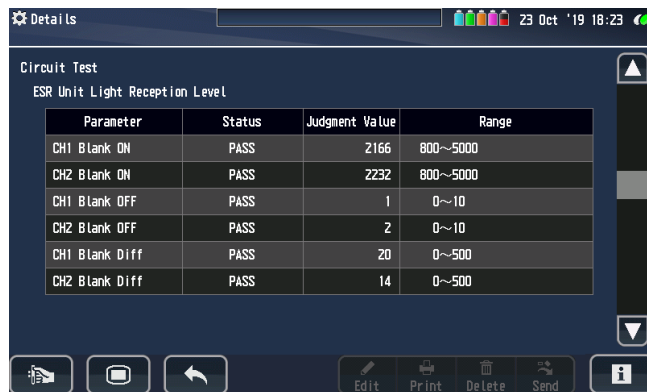 Details
23 Oct '19 18:23
Circuit Test
ESR Unit Light Reception Level
Parameter Status Judgment Value Range
CH1 Blank ON PASS 2166 800~5000
CH2 Blank ON PASS 2232 800~5000
CH1 Blank OFF PASS 1 0~10
CH2 Blank OFF PASS 2 0~10
CH1 Blank Diff PASS 20 0~500
CH2 Blank Diff PASS 14 0~500
Edit Print Delete Send